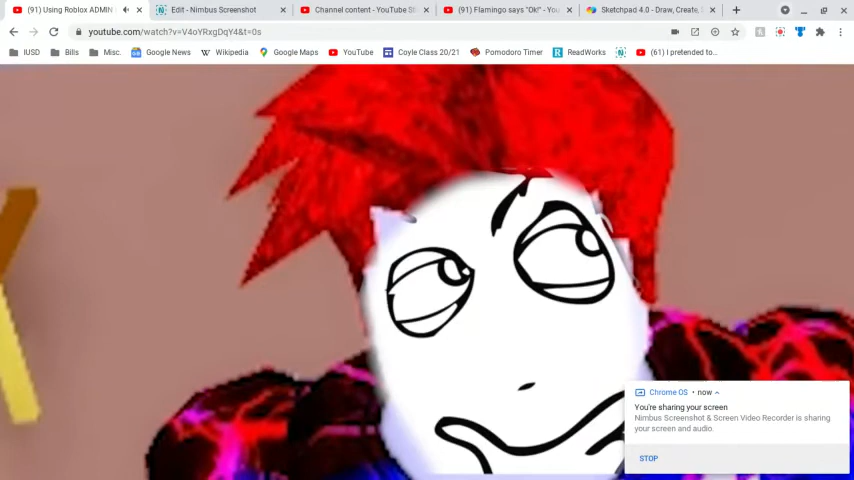 (91) Using Roblox ADMIN
Edit - Nimbus Screenshot
Channel content - YouTube St
(91) Flamingo says "Ok!" - You
Sketchpad 4.0 - Draw, Create, S
youtube.com/watch?v=V4oYRxgDqY4&t=0s
IUSD
Bills
Misc.
Google News
Wikipedia
Google Maps
YouTube
Coyle Class 20/21
Pomodoro Timer
ReadWorks
(61) I pretended to...
Chrome OS • now
You're sharing your screen
Nimbus Screenshot & Screen Video Recorder is sharing
your screen and audio.
STOP